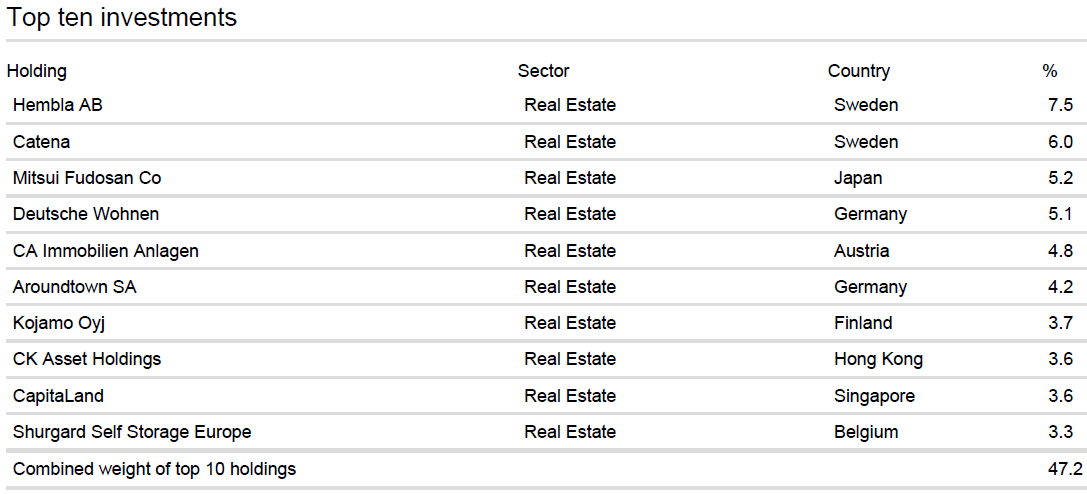 Top ten investments
Holding Sector Country %
Hembla AB Real Estate Sweden 7.5
Catena Real Estate Sweden 6.0
Mitsui Fudosan Co Real Estate Japan 5.2
Deutsche Wohnen Real Estate Germany 5.1
CA Immobilien Anlagen Real Estate Austria 4.8
Aroundtown SA Real Estate Germany 4.2
Kojamo Oyj Real Estate Finland 3.7
CK Asset Holdings Real Estate Hong Kong 3.6
CapitaLand Real Estate Singapore 3.6
Shurgard Self Storage Europe Real Estate Belgium 3.3
Combined weight of top 10 holdings 47.2